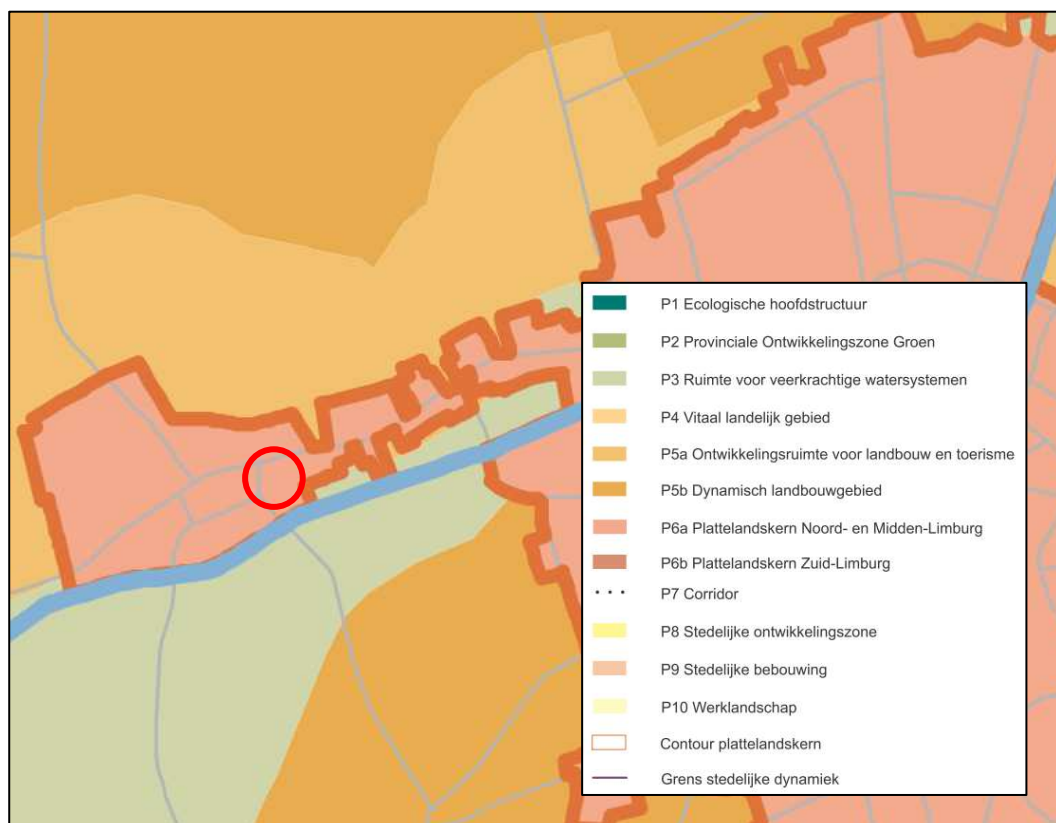 P1 Ecologische hoofdstructuur
P2 Provinciale Ontwikkelingszone Groen
P3 Ruimte voor veerkrachtige watersystemen
P4 Vitaal landelijk gebied
P5a Ontwikkelingsruimte voor landbouw en toerisme
P5b Dynamisch landbouwgebied
P6a Plattelandskern Noord- en Midden-Limburg
P6b Plattelandskern Zuid-Limburg
P7 Corridor
P8 Stedelijke ontwikkelingszone
P9 Stedelijke bebouwing
P10 Werklandschap
Contour plattelandskern
Grens stedelijke dynamiek